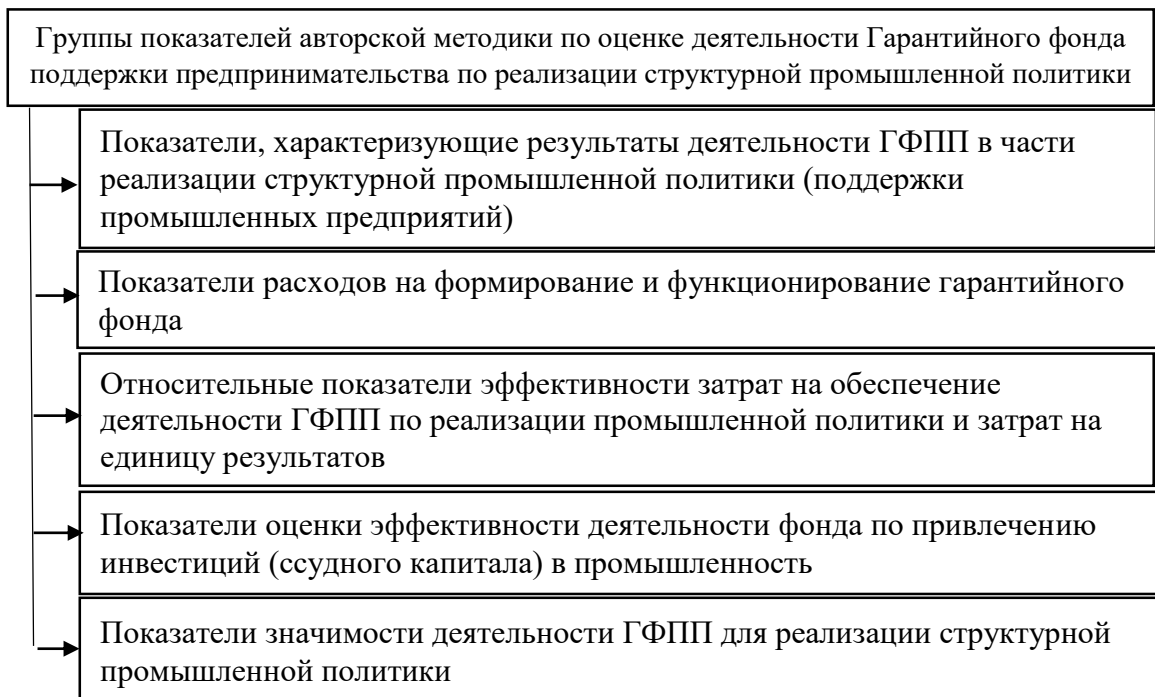 Группы показателей авторской методики по оценке деятельности Гарантийного фонда
поддержки предпринимательства по реализации структурной промышленной политики
Показатели, характеризующие результаты деятельности ГФПП в части
реализации структурной промышленной политики (поддержки
промышленных предприятий)
Показатели расходов на формирование и функционирование гарантийного
фонда
Относительные показатели эффективности затрат на обеспечение
деятельности ГФПП по реализации промышленной политики и затрат на
единицу результатов
Показатели оценки эффективности деятельности фонда по привлечению
инвестиций (ссудного капитала) в промышленность
Показатели значимости деятельности ГФПП для реализации структурной
промышленной политики